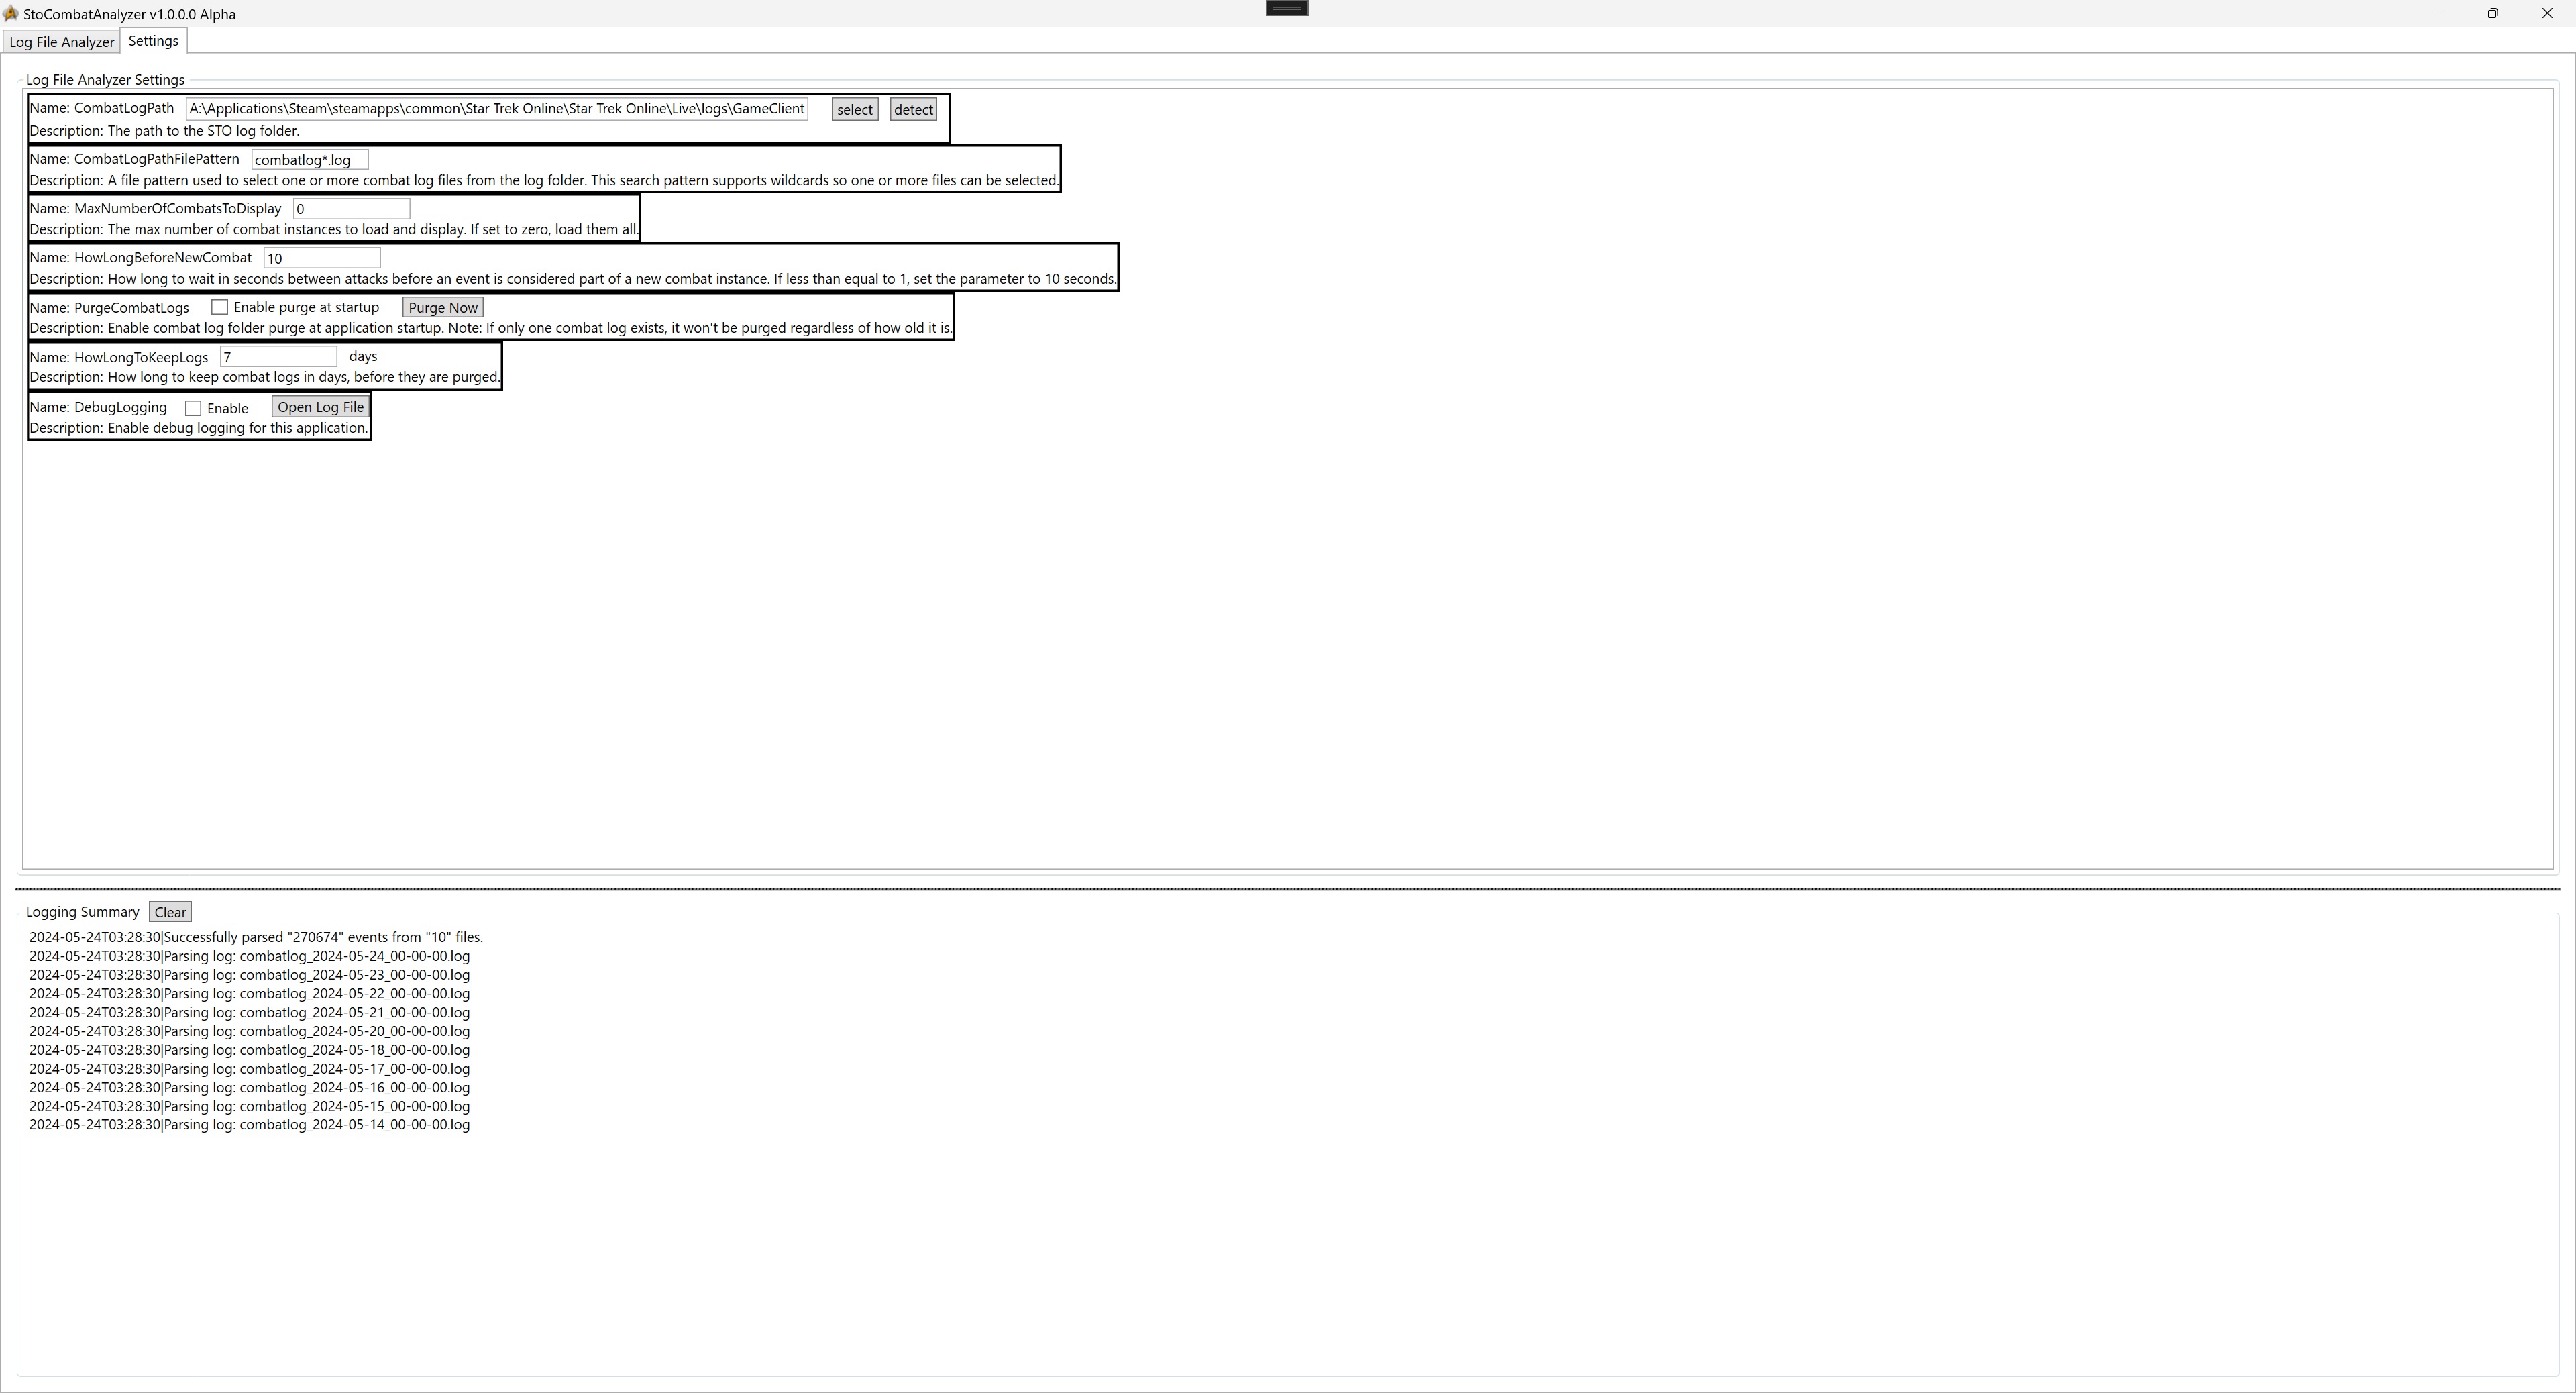 StoCombatAnalyzer v1.0.0.0 Alpha
Log File Analyzer Settings
Log File Analyzer Settings
Name: CombatLogPath A:\Applications\Steam\steamapps\common\Star Trek Online\Star Trek Online\Live\logs\GameClient select detect
Description: The path to the STO log folder.
Name: CombatLogPathFilePattern combatlog*.log
Description: A file pattern used to select one or more combat log files from the log folder. This search pattern supports wildcards so one or more files can be selected.
Name: MaxNumberOfCombatsToDisplay 0
Description: The max number of combat instances to load and display. If set to zero, load them all.
Name: HowLongBeforeNewCombat 10
Description: How long to wait in seconds between attacks before an event is considered part of a new combat instance. If less than equal to 1, set the parameter to 10 seconds.
Name: PurgeCombatLogs Enable purge at startup Purge Now
Description: Enable combat log folder purge at application startup. Note: If only one combat log exists, it won't be purged regardless of how old it is.
Name: HowLongToKeepLogs 7 days
Description: How long to keep combat logs in days, before they are purged.
Name: DebugLogging Enable Open Log File
Description: Enable debug logging for this application.
Logging Summary Clear
2024-05-24T03:28:30|Successfully parsed "270674" events from "10" files.
2024-05-24T03:28:30|Parsing log: combatlog_2024-05-24_00-00-00.log
2024-05-24T03:28:30|Parsing log: combatlog_2024-05-23_00-00-00.log
2024-05-24T03:28:30|Parsing log: combatlog_2024-05-22_00-00-00.log
2024-05-24T03:28:30|Parsing log: combatlog_2024-05-21_00-00-00.log
2024-05-24T03:28:30|Parsing log: combatlog_2024-05-20_00-00-00.log
2024-05-24T03:28:30|Parsing log: combatlog_2024-05-18_00-00-00.log
2024-05-24T03:28:30|Parsing log: combatlog_2024-05-17_00-00-00.log
2024-05-24T03:28:30|Parsing log: combatlog_2024-05-16_00-00-00.log
2024-05-24T03:28:30|Parsing log: combatlog_2024-05-15_00-00-00.log
2024-05-24T03:28:30|Parsing log: combatlog_2024-05-14_00-00-00.log